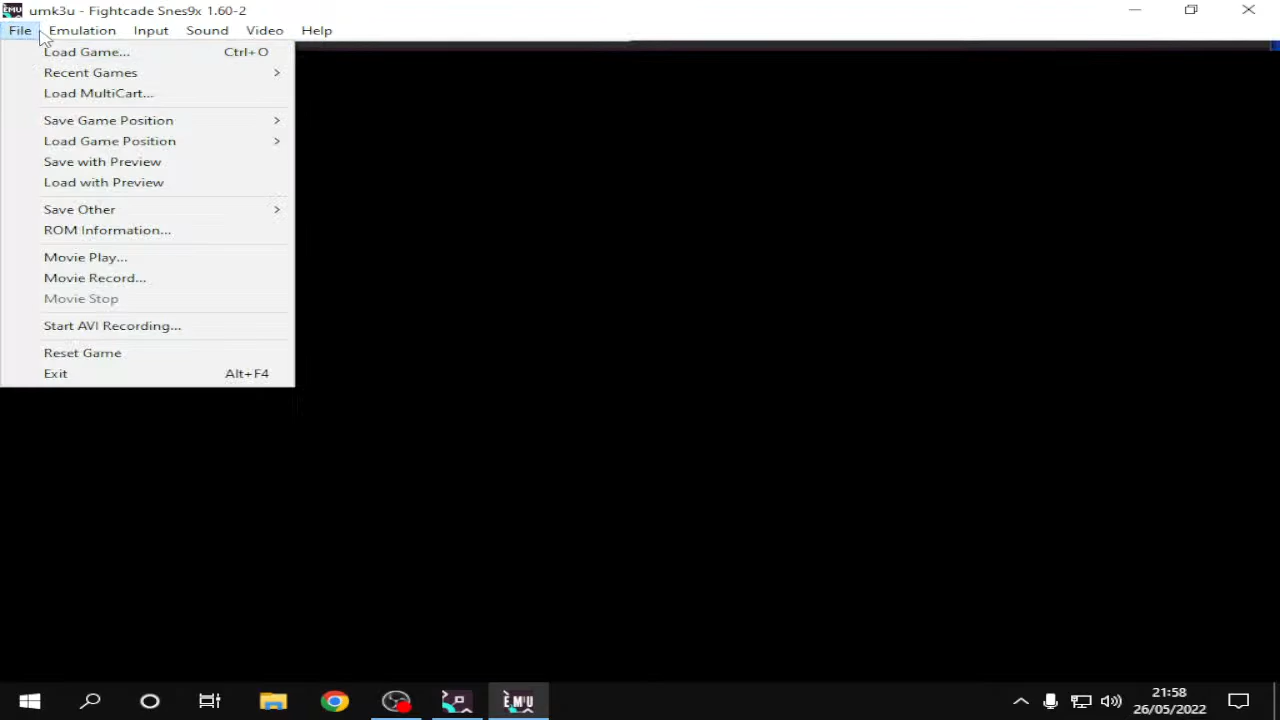 umk3u - Fightcade Snes9x 1.60-2
File Emulation Input Sound Video Help
Load Game... Ctrl+O
Recent Games
Load MultiCart...
Save Game Position
Load Game Position
Save with Preview
Load with Preview
Save Other
ROM Information...
Movie Play...
Movie Record...
Movie Stop
Start AVI Recording...
Reset Game
Exit Alt+F4
EMU
21:58
26/05/2022